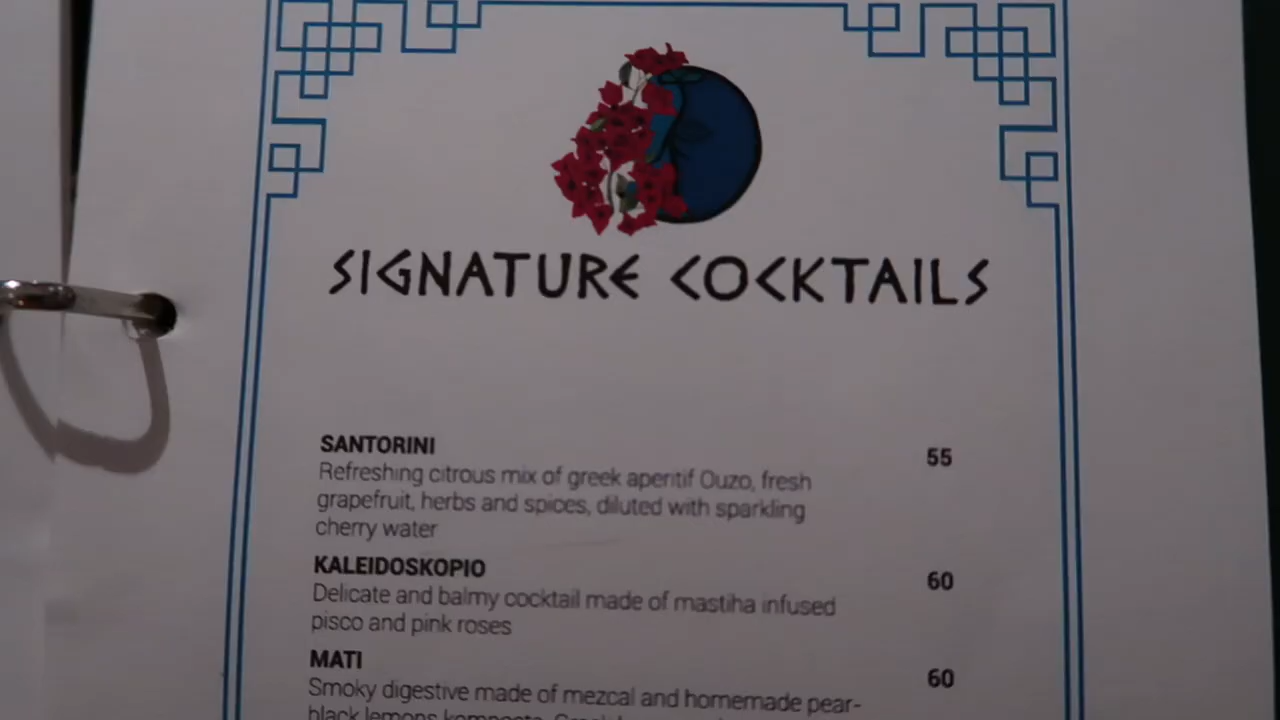 SIGNATURE COCKTAILS
SANTORINI 55
Refreshing citrous mix of greek aperitif Ouzo, fresh
grapefruit, herbs and spices, diluted with sparkling
cherry water
KALEIDOSKOPIO 60
Delicate and balmy cocktail made of mastiha infused
pisco and pink roses
MATI 60
Smoky digestive made of mezcal and homemade pear-
black lemons